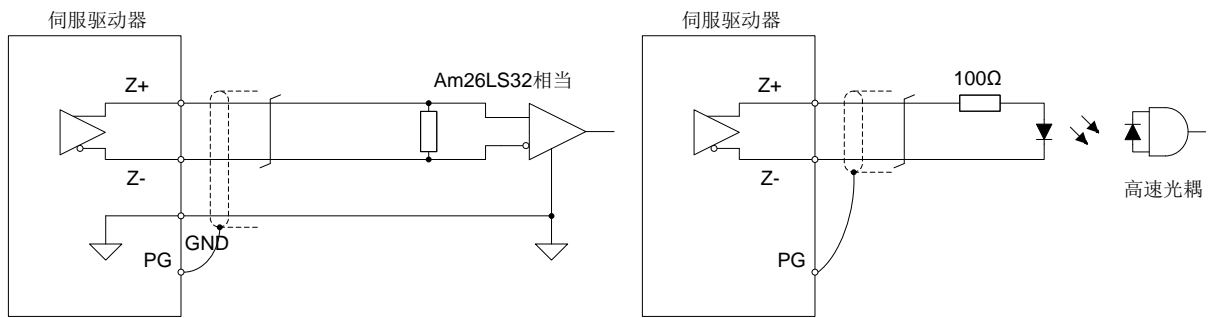 伺服驱动器
Z+
Am26LS32相当
Z-
GND
PG
伺服驱动器
Z+
100Ω
Z-
高速光耦
PG